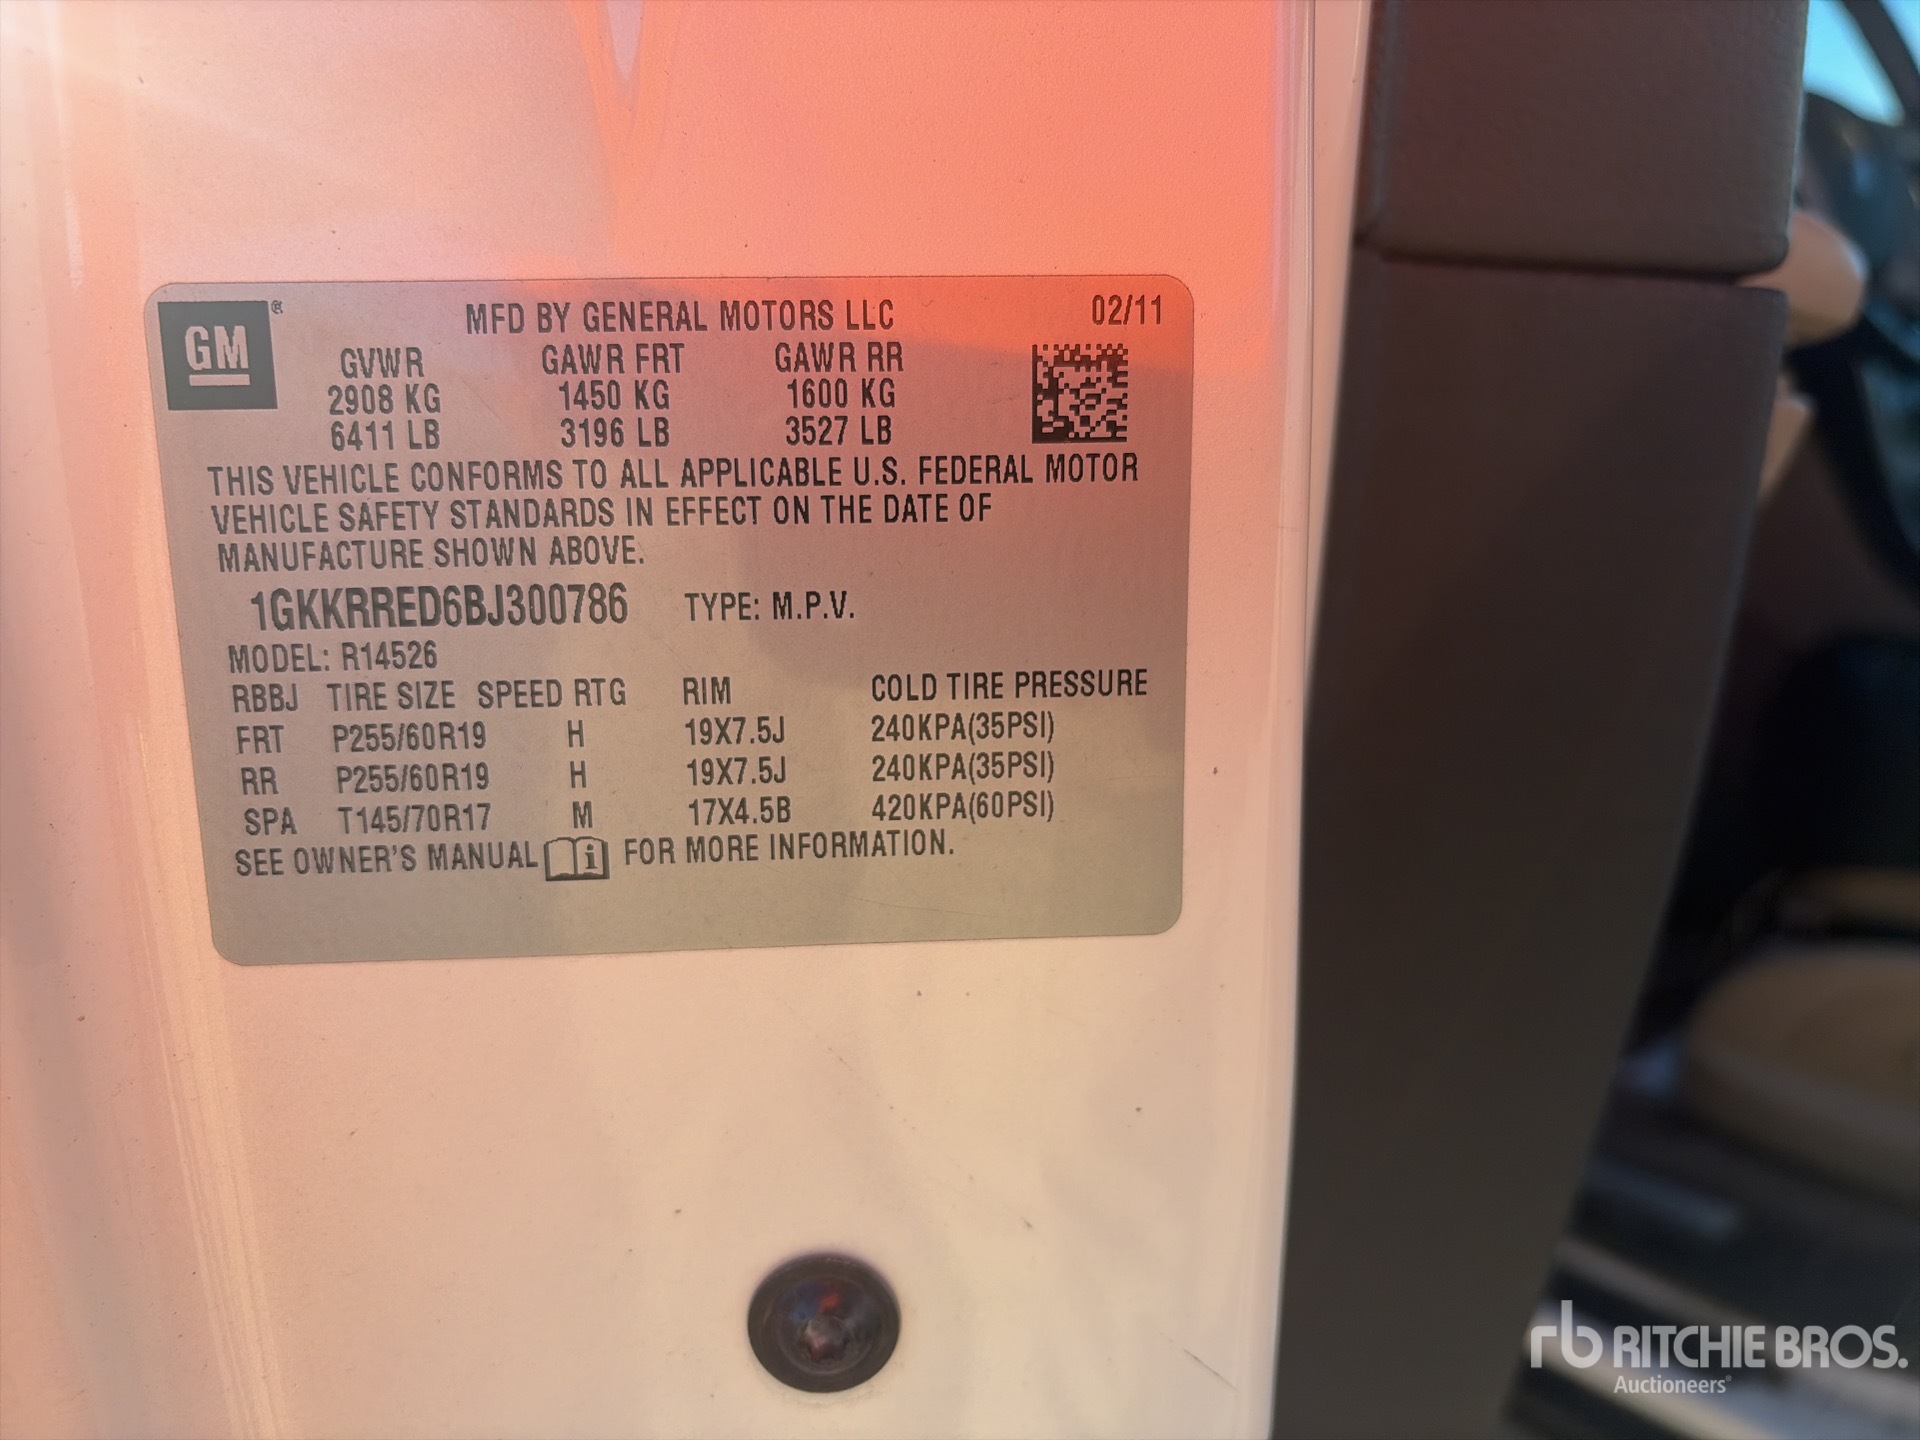 GM ®
MFD BY GENERAL MOTORS LLC 02/11
GVWR GAWR FRT GAWR RR
2908 KG 1450 KG 1600 KG
6411 LB 3196 LB 3527 LB
THIS VEHICLE CONFORMS TO ALL APPLICABLE U.S. FEDERAL MOTOR
VEHICLE SAFETY STANDARDS IN EFFECT ON THE DATE OF
MANUFACTURE SHOWN ABOVE.
1GKKRRED6BJ300786 TYPE: M.P.V.
MODEL: R14526
RBBJ TIRE SIZE SPEED RTG RIM COLD TIRE PRESSURE
FRT P255/60R19 H 19X7.5J 240KPA(35PSI)
RR P255/60R19 H 19X7.5J 240KPA(35PSI)
SPA T145/70R17 M 17X4.5B 420KPA(60PSI)
SEE OWNER'S MANUAL i FOR MORE INFORMATION.
rb RITCHIE BROS.
Auctioneers®